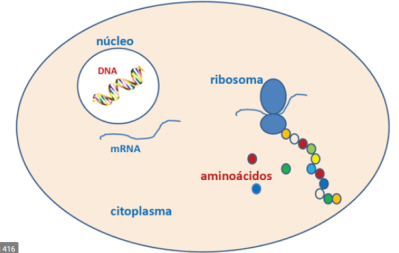 núcleo
DNA
ribosoma
mRNA
aminoácidos
citoplasma
416